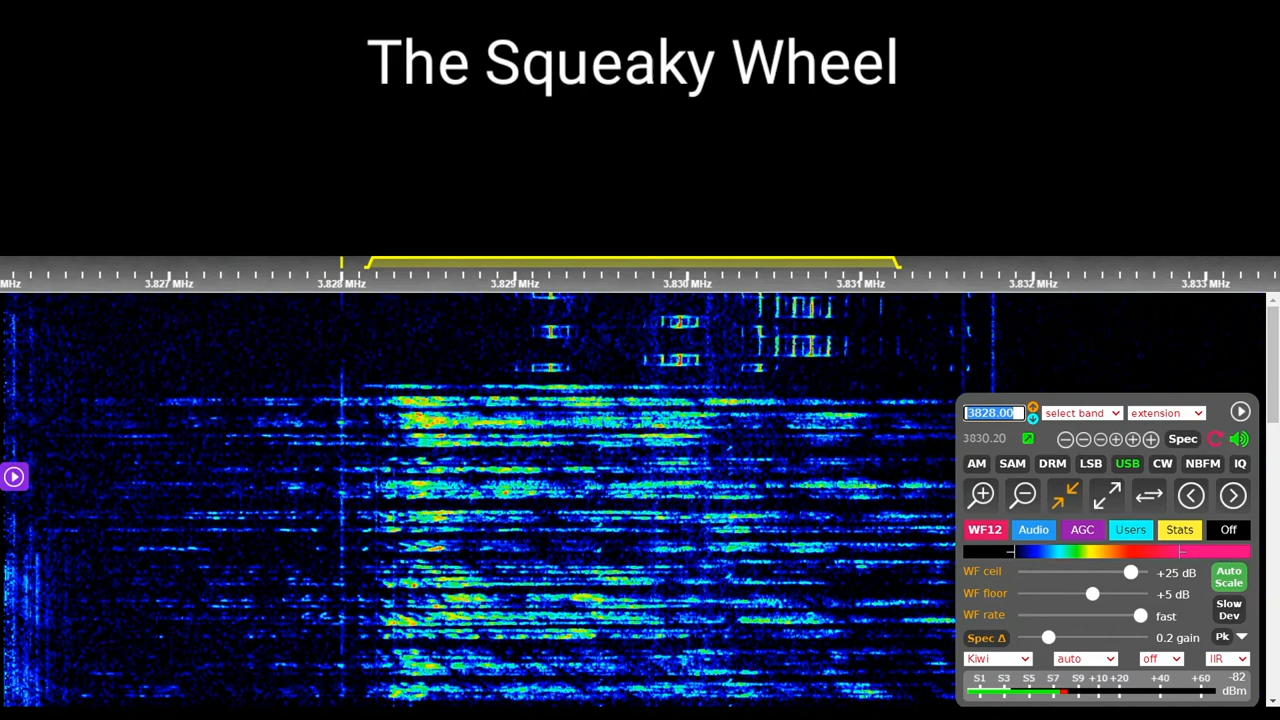 The Squeaky Wheel
MHz 3.827 MHz 3.828 MHz 3.829 MHz 3.830 MHz 3.831 MHz 3.832 MHz 3.833 MHz
3828.00 select band extension
3830.20 Spec
AM SAM DRM LSB USB CW NBFM IQ
WF12 Audio AGC Users Stats Off
WF ceil +25 dB Auto Scale
WF floor +5 dB
WF rate fast Slow Dev
Spec Δ 0.2 gain Pk
Kiwi auto off IIR
S1 S3 S5 S7 S9 +10 +20 +40 +60 -82
dBm